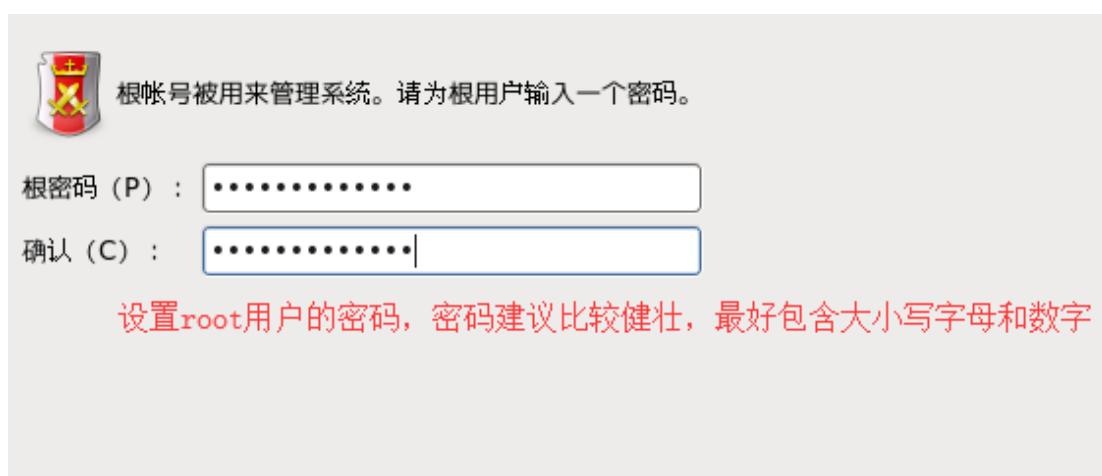 根帐号被用来管理系统。请为根用户输入一个密码。
根密码（P）：•••••••••••••
确认（C）：•••••••••••••
设置root用户的密码，密码建议比较健壮，最好包含大小写字母和数字